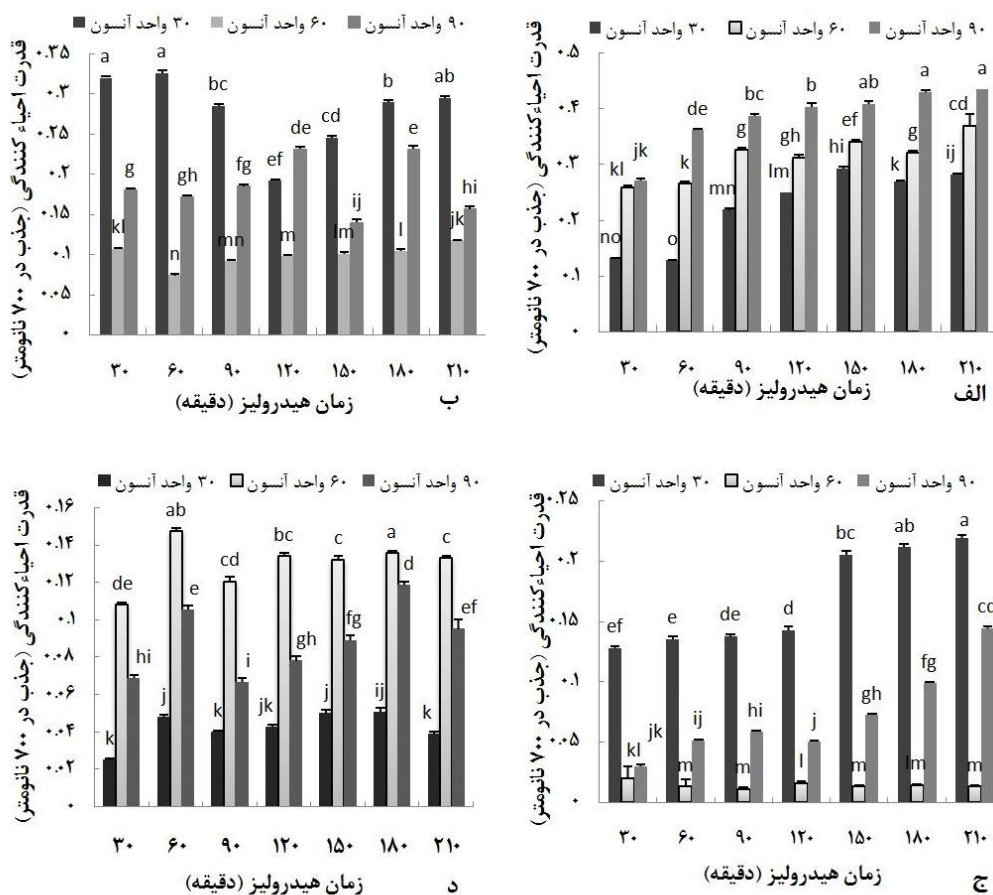 ۳۰ واحد آنسون ۶۰ واحد آنسون ۹۰ واحد آنسون
قدرت احیاءکنندگی (جذب در ۷۰۰ نانومتر)
۰.۵
۰.۴
۰.۳
۰.۲
۰.۱
۰
no kl jk
o k de
mn g bc
lm gh b
hi ef ab
k g a
ij cd a
۳۰ ۶۰ ۹۰ ۱۲۰ ۱۵۰ ۱۸۰ ۲۱۰
زمان هیدرولیز (دقیقه)
الف
۳۰ واحد آنسون ۶۰ واحد آنسون ۹۰ واحد آنسون
قدرت احیاء کنندگی (جذب در ۷۰۰ نانومتر)
۰.۳۵
۰.۳
۰.۲۵
۰.۲
۰.۱۵
۰.۱
۰.۰۵
۰
a kl g
a n gh
bc mn fg
ef m de
cd lm ij
b l e
ab jk hi
۳۰ ۶۰ ۹۰ ۱۲۰ ۱۵۰ ۱۸۰ ۲۱۰
زمان هیدرولیز (دقیقه)
ب
۳۰ واحد آنسون ۶۰ واحد آنسون ۹۰ واحد آنسون
قدرت احیاءکنندگی (جذب در ۷۰۰ نانومتر)
۰.۲۵
۰.۲
۰.۱۵
۰.۱
۰.۰۵
۰
ef kl jk
e m ij
de m hi
d l j
bc m gh
ab lm fg
a m cd
۳۰ ۶۰ ۹۰ ۱۲۰ ۱۵۰ ۱۸۰ ۲۱۰
زمان هیدرولیز (دقیقه)
ج
۳۰ واحد آنسون ۶۰ واحد آنسون ۹۰ واحد آنسون
قدرت احیاءکنندگی (جذب در ۷۰۰ نانومتر)
۰.۱۶
۰.۱۴
۰.۱۲
۰.۱
۰.۰۸
۰.۰۶
۰.۰۴
۰.۰۲
۰
k de hi
j ab e
k cd i
jk bc gh
j c fg
ij a d
k c ef
۳۰ ۶۰ ۹۰ ۱۲۰ ۱۵۰ ۱۸۰ ۲۱۰
زمان هیدرولیز (دقیقه)
د